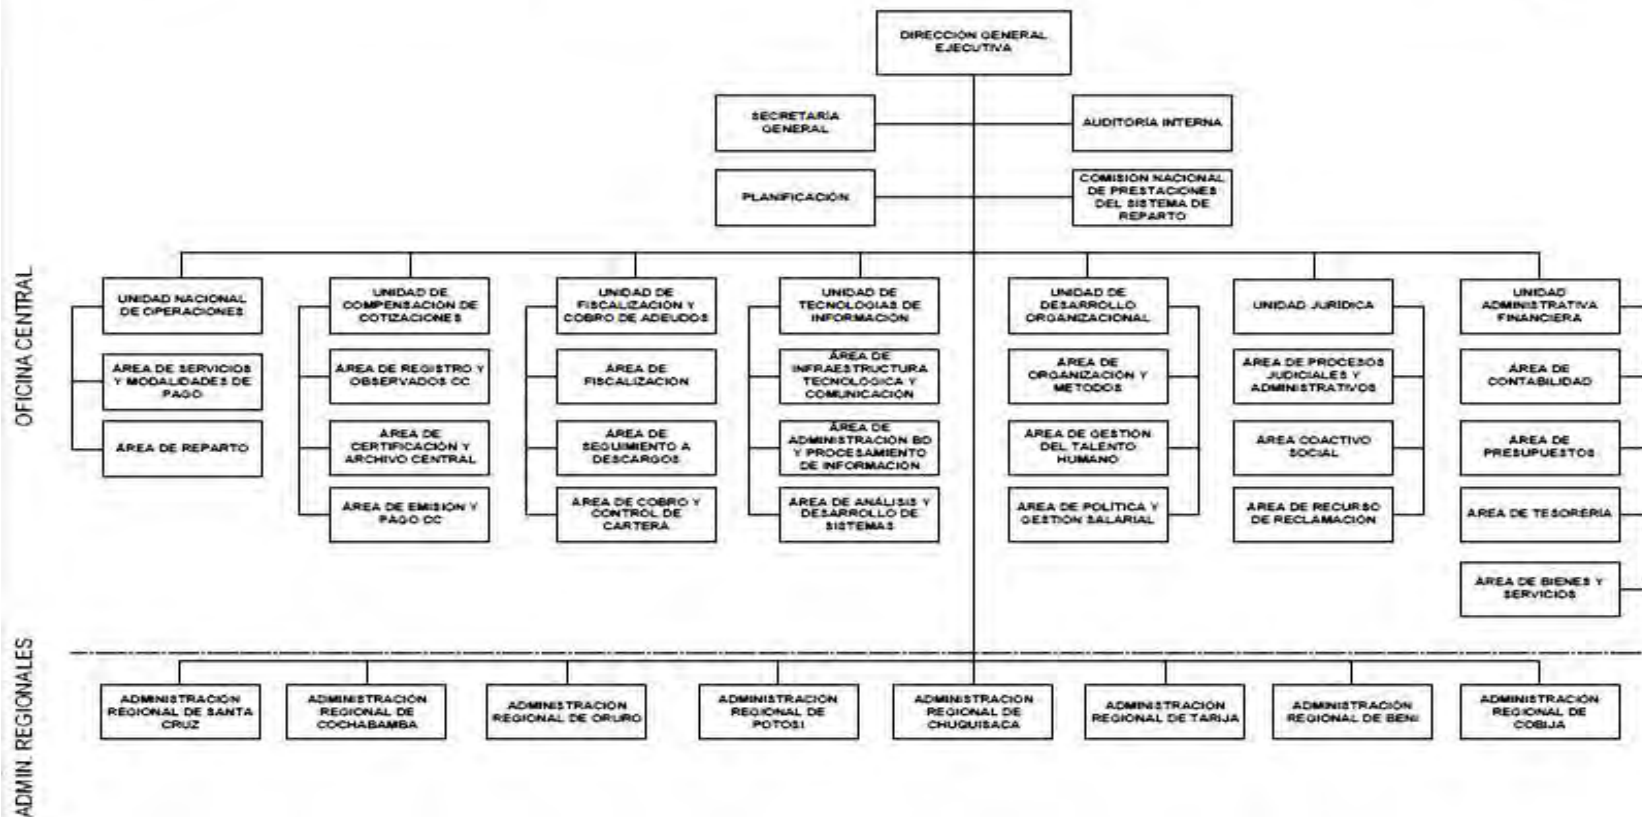 DIRECCIÓN GENERAL
EJECUTIVA
SECRETARÍA
GENERAL
AUDITORÍA INTERNA
PLANIFICACIÓN
COMISIÓN NACIONAL
DE PRESTACIONES
DEL SISTEMA DE
REPARTO
OFICINA CENTRAL
UNIDAD NACIONAL
DE OPERACIONES
ÁREA DE SERVICIOS
Y MODALIDADES DE
PAGO
ÁREA DE REPARTO
UNIDAD DE
COMPENSACIÓN DE
COTIZACIONES
ÁREA DE REGISTRO Y
OBSERVADOS CC
ÁREA DE
CERTIFICACIÓN Y
ARCHIVO CENTRAL
ÁREA DE EMISIÓN Y
PAGO CC
UNIDAD DE
FISCALIZACIÓN Y
COBRO DE ADEUDOS
ÁREA DE
FISCALIZACIÓN
ÁREA DE
SEGUIMIENTO A
DESCARGOS
ÁREA DE COBRO Y
CONTROL DE
CARTERA
UNIDAD DE
TECNOLOGÍAS DE
INFORMACIÓN
ÁREA DE
INFRAESTRUCTURA
TECNOLÓGICA Y
COMUNICACIÓN
ÁREA DE
ADMINISTRACIÓN BD
Y PROCESAMIENTO
DE INFORMACIÓN
ÁREA DE ANÁLISIS Y
DESARROLLO DE
SISTEMAS
UNIDAD DE
DESARROLLO
ORGANIZACIONAL
ÁREA DE
ORGANIZACIÓN Y
MÉTODOS
ÁREA DE GESTIÓN
DEL TALENTO
HUMANO
ÁREA DE POLÍTICA Y
GESTIÓN SALARIAL
UNIDAD JURÍDICA
ÁREA DE PROCESOS
JUDICIALES Y
ADMINISTRATIVOS
ÁREA COACTIVO
SOCIAL
ÁREA DE RECURSO
DE RECLAMACIÓN
UNIDAD
ADMINISTRATIVA
FINANCIERA
ÁREA DE
CONTABILIDAD
ÁREA DE
PRESUPUESTOS
ÁREA DE TESORERÍA
ÁREA DE BIENES Y
SERVICIOS
ADMIN. REGIONALES
ADMINISTRACIÓN
REGIONAL DE SANTA
CRUZ
ADMINISTRACIÓN
REGIONAL DE
COCHABAMBA
ADMINISTRACIÓN
REGIONAL DE ORURO
ADMINISTRACIÓN
REGIONAL DE
POTOSÍ
ADMINISTRACIÓN
REGIONAL DE
CHUQUISACA
ADMINISTRACIÓN
REGIONAL DE TARIJA
ADMINISTRACIÓN
REGIONAL DE BENI
ADMINISTRACIÓN
REGIONAL DE
COBIJA